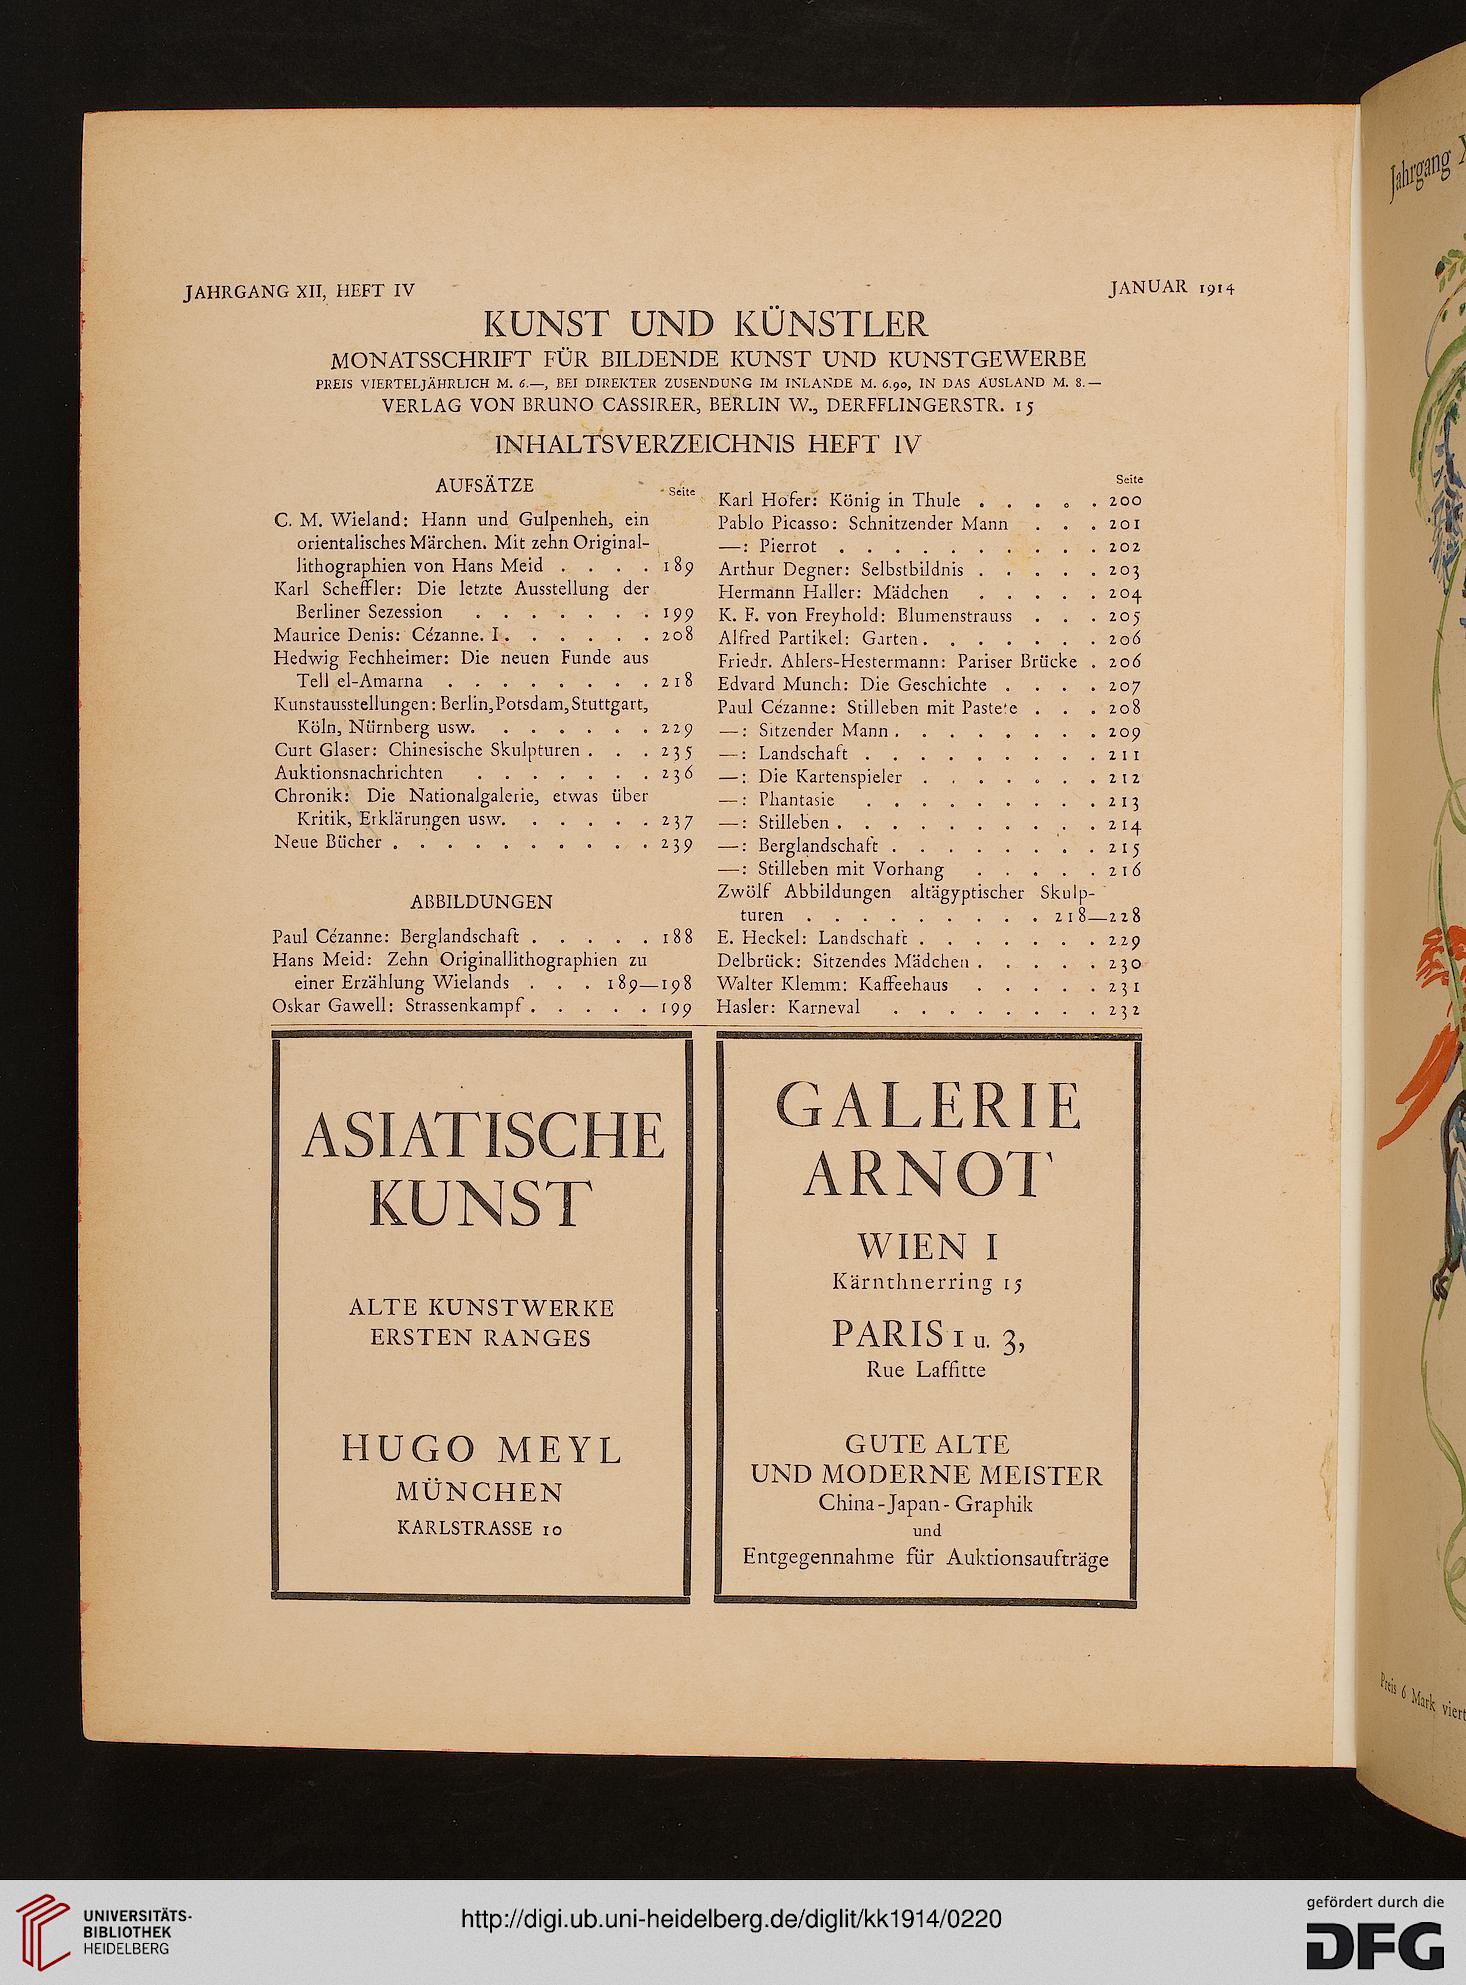 JAHRGANG XII, HEFT IV
JANUAR 1914
KUNST UND KÜNSTLER
MONATSSCHRIFT FÜR BILDENDE KUNST UND KUNSTGEWERBE
PREIS VIERTELJÄHRLICH M. 6.—, BEI DIREKTER ZUSENDUNG IM INLANDE M. 6.90, IN DAS AUSLAND M. 8.—
VERLAG VON BRUNO CASSIRER, BERLIN W., DERFFLINGERSTR. 15
INHALTSVERZEICHNIS HEFT IV
AUFSÄTZE
Seite
C. M. Wieland: Hann und Gulpenheh, ein
orientalisches Märchen. Mit zehn Original-
lithographien von Hans Meid . . . . 189
Karl Scheffler: Die letzte Ausstellung der
Berliner Sezession . . . . . . . 199
Maurice Denis: Cézanne. I . . . . . . 208
Hedwig Fechheimer: Die neuen Funde aus
Tell el-Amarna . . . . . . . . 218
Kunstausstellungen: Berlin, Potsdam, Stuttgart,
Köln, Nürnberg usw. . . . . . . 229
Curt Glaser: Chinesische Skulpturen . . . 235
Auktionsnachrichten . . . . . . . 236
Chronik: Die Nationalgalerie, etwas über
Kritik, Erklärungen usw. . . . . . 237
Neue Bücher . . . . . . . . . . 239
ABBILDUNGEN
Paul Cézanne: Berglandschaft . . . . . 188
Hans Meid: Zehn Originallithographien zu
einer Erzählung Wielands . . . 189—198
Oskar Gawell: Strassenkampf . . . . . 199
Seite
Karl Hofer: König in Thule . . . . . 200
Pablo Picasso: Schnitzender Mann . . . 201
—: Pierrot . . . . . . . . . . 202
Arthur Degner: Selbstbildnis . . . . . 203
Hermann Haller: Mädchen . . . . . 204
K. F. von Freyhold: Blumenstrauss . . . 205
Alfred Partikel: Garten . . . . . . . 206
Friedr. Ahlers-Hestermann: Pariser Brücke . 206
Edvard Munch: Die Geschichte . . . . 207
Paul Cézanne: Stilleben mit Pastete . . . 208
—: Sitzender Mann . . . . . . . . 209
—: Landschaft . . . . . . . . . 211
—: Die Kartenspieler . . . . . . . 212
—: Phantasie . . . . . . . . . 213
—: Stilleben . . . . . . . . . . 214
—: Berglandschaft . . . . . . . . 215
—: Stilleben mit Vorhang . . . . . 216
Zwölf Abbildungen altägyptischer Skulp-
turen . . . . . . . . . 218—228
E. Heckel: Landschaft . . . . . . . 229
Delbrück: Sitzendes Mädchen . . . . . 230
Walter Klemm: Kaffeehaus . . . . . 231
Hasler: Karneval . . . . . . . . 232
ASIATISCHE
KUNST
ALTE KUNSTWERKE
ERSTEN RANGES
HUGO MEYL
MÜNCHEN
KARLSTRASSE 10
GALERIE
ARNOT
WIEN I
Kärnthnerring 15
PARIS 1 u. 3,
Rue Laffitte
GUTE ALTE
UND MODERNE MEISTER
China-Japan-Graphik
und
Entgegennahme für Auktionsaufträge
Jahrgang
Preis 6 Mark
UNIVERSITÄTS-
BIBLIOTHEK
HEIDELBERG
http://digi.ub.uni-heidelberg.de/diglit/kk1914/0220
gefördert durch die
DFG